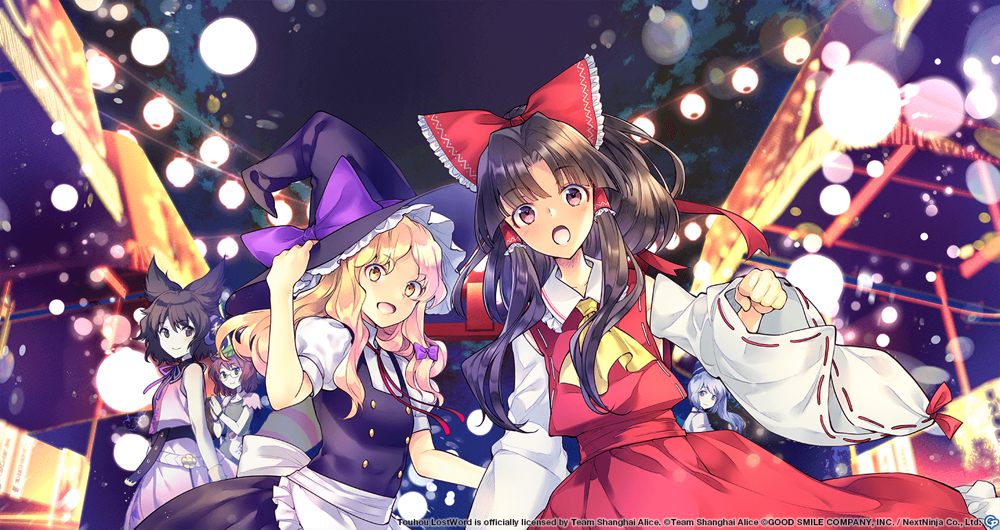 Touhou LostWord is officially licensed by Team Shanghai Alice. ©Team Shanghai Alice ©GOOD SMILE COMPANY, INC. / NextNinja Co., Ltd.